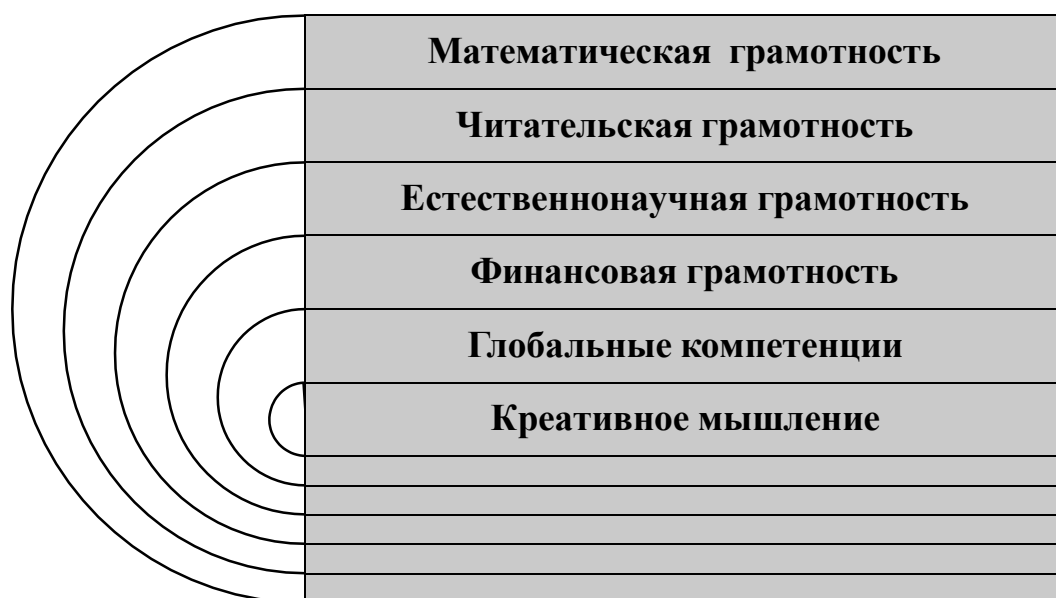 Математическая грамотность
Читательская грамотность
Естественнонаучная грамотность
Финансовая грамотность
Глобальные компетенции
Креативное мышление